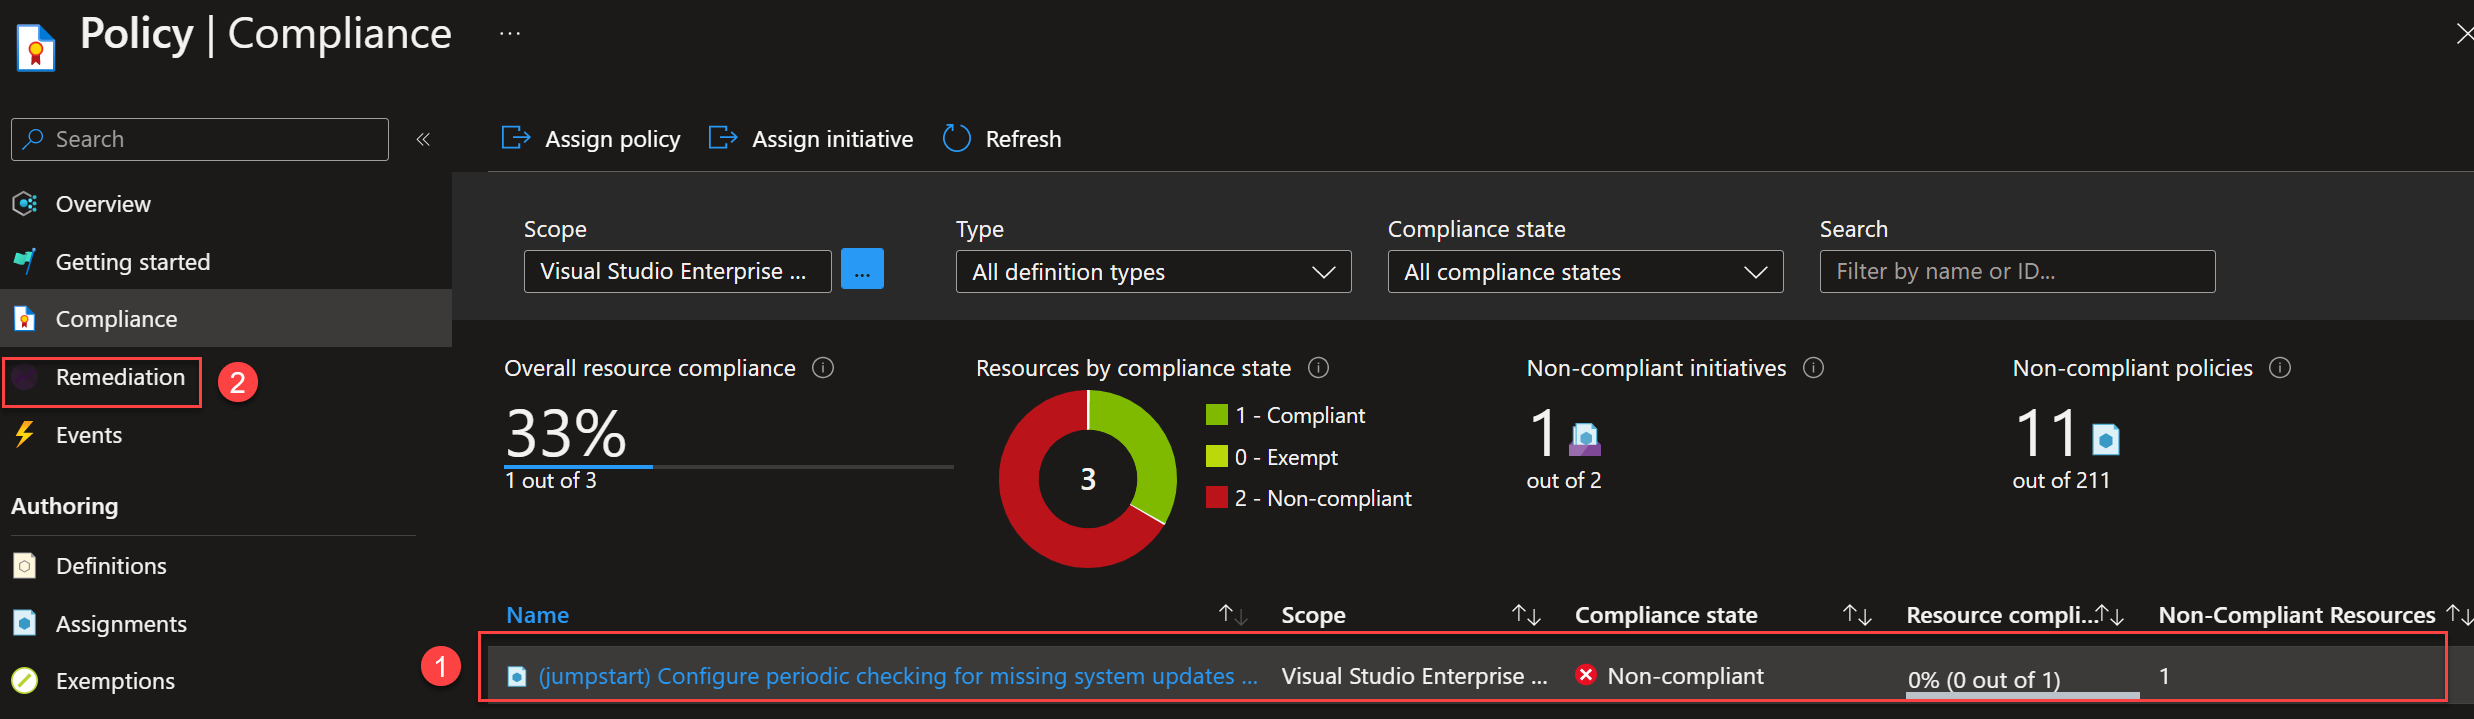 Policy | Compliance ...
Search «
Overview
Getting started
Compliance
Remediation 2
Events
Authoring
Definitions
Assignments
Exemptions
Assign policy Assign initiative Refresh
Scope Type Compliance state Search
Visual Studio Enterprise ... ... All definition types All compliance states Filter by name or ID...
Overall resource compliance Resources by compliance state Non-compliant initiatives Non-compliant policies
33%
1 out of 3
3
1 - Compliant
0 - Exempt
2 - Non-compliant
1
out of 2
11
out of 211
Name Scope Compliance state Resource compli... Non-Compliant Resources
1 (jumpstart) Configure periodic checking for missing system updates ... Visual Studio Enterprise ... Non-compliant 0% (0 out of 1) 1